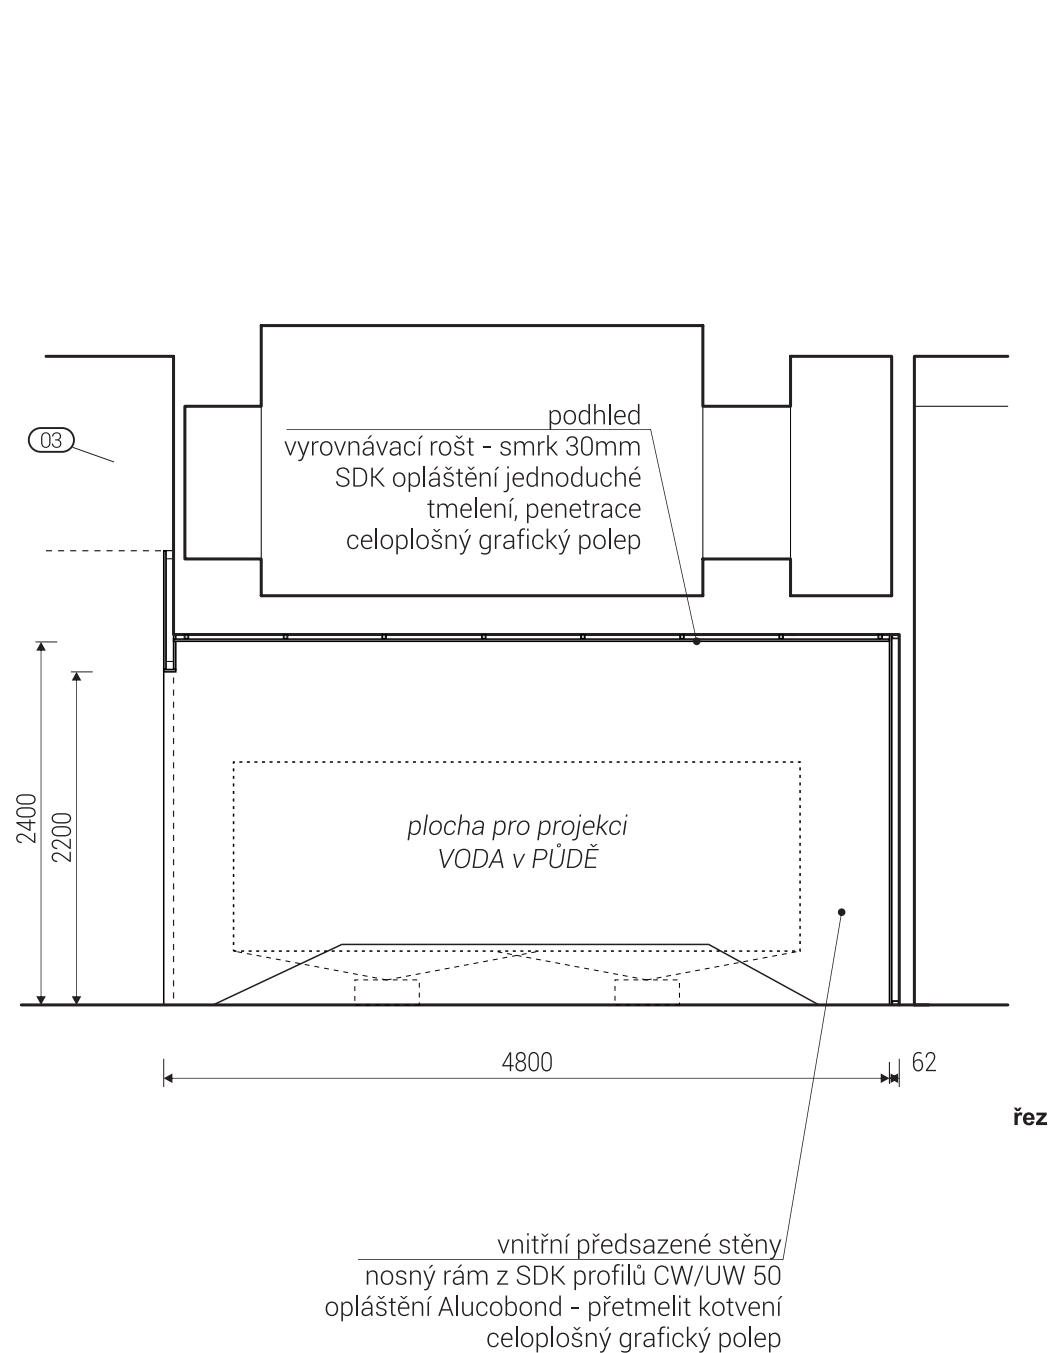 podhled
vyrovnávací rošt - smrk 30mm
SDK opláštění jednoduché
tmelení, penetrace
celoplošný grafický polep
03
2400
2200
plocha pro projekci
VODA v PŮDĚ
4800
62
řez
vnitřní předsazené stěny
nosný rám z SDK profilů CW/UW 50
opláštění Alucobond - přetmelit kotvení
celoplošný grafický polep